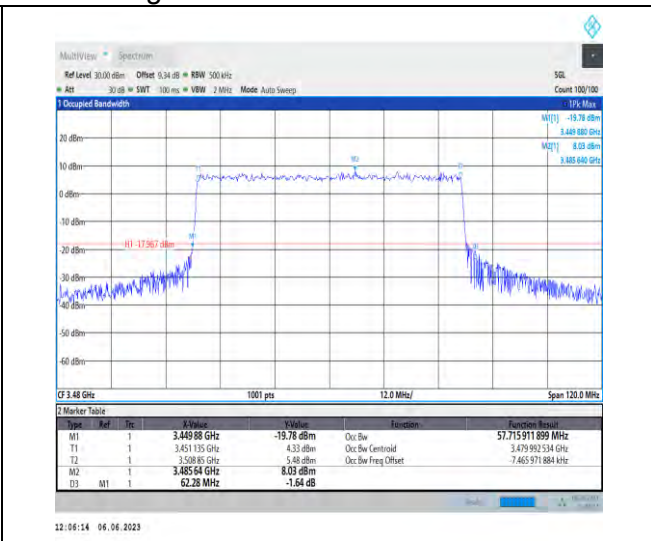 MultiView Spectrum
Ref Level 30.00 dBm Offset 9.34 dB RBW 500 kHz SGL
Att 30 dB SWT 100 ms VBW 2 MHz Mode Auto Sweep Count 100/100
1 Occupied Bandwidth 1Pk Max
M1[1] -19.78 dBm
3.449 880 GHz
20 dBm M2[1] 8.03 dBm
3.485 640 GHz
M2
10 dBm
0 dBm
-10 dBm
M1
H1 -17.967 dBm
-20 dBm
-30 dBm
-40 dBm
-50 dBm
-60 dBm
CF 3.48 GHz 1001 pts 12.0 MHz/ Span 120.0 MHz
2 Marker Table
Type Ref Trc X-Value Y-Value Function Function Result
M1 1 3.449 88 GHz -19.78 dBm Occ Bw 57.715 911 899 MHz
T1 1 3.451 135 GHz 4.33 dBm Occ Bw Centroid 3.479 992 534 GHz
T2 1 3.508 85 GHz 5.48 dBm Occ Bw Freq Offset -7.465 971 884 kHz
M2 1 3.485 64 GHz 8.03 dBm
D3 M1 1 62.28 MHz -1.64 dB
12:06:14 06.06.2023